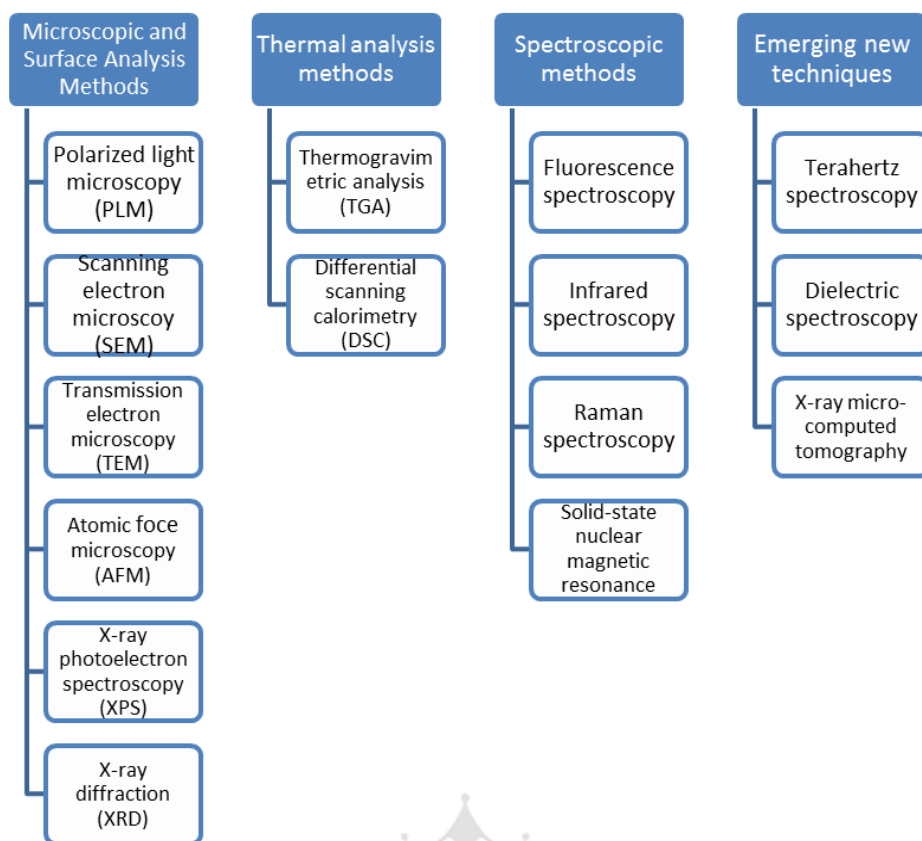 Microscopic and
Surface Analysis
Methods
Polarized light
microscopy
(PLM)
Scanning
electron
microscoy
(SEM)
Transmission
electron
microscopy
(TEM)
Atomic foce
microscopy
(AFM)
X-ray
photoelectron
spectroscopy
(XPS)
X-ray
diffraction
(XRD)
Thermal analysis
methods
Thermogravim
etric analysis
(TGA)
Differential
scanning
calorimetry
(DSC)
Spectroscopic
methods
Fluorescence
spectroscopy
Infrared
spectroscopy
Raman
spectroscopy
Solid-state
nuclear
magnetic
resonance
Emerging new
techniques
Terahertz
spectroscopy
Dielectric
spectroscopy
X-ray micro-
computed
tomography